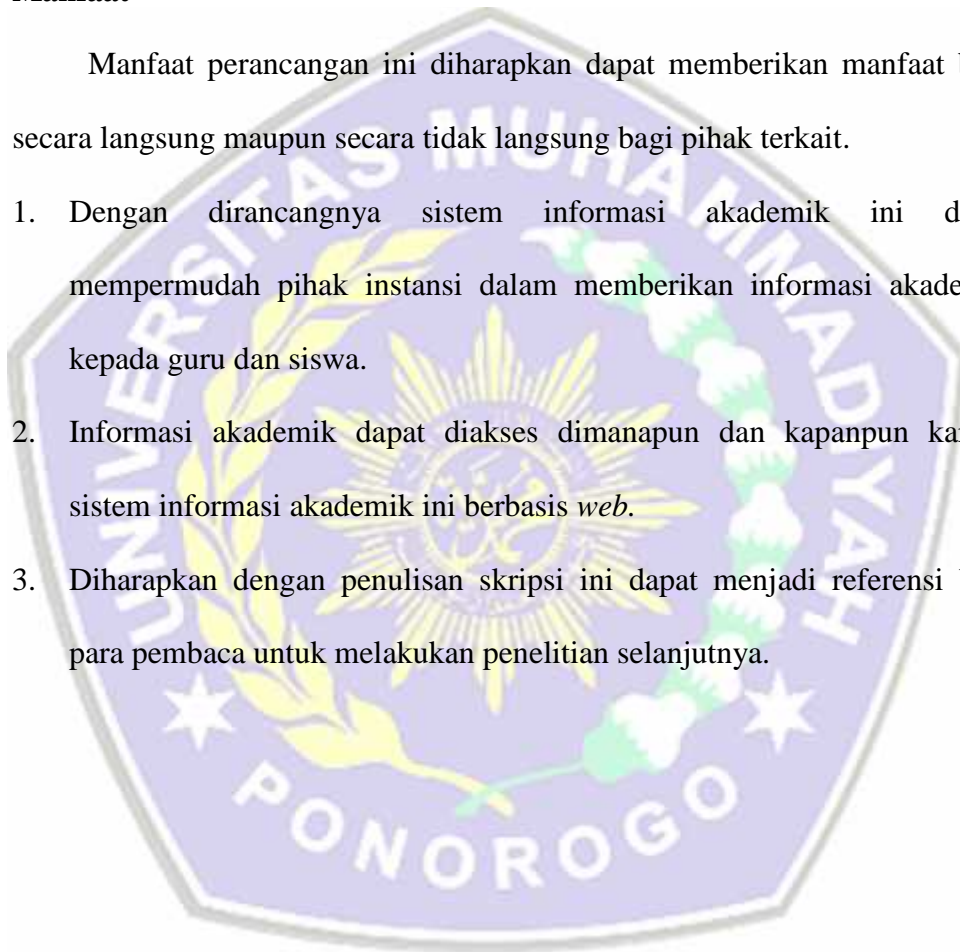 Manfaat
Manfaat perancangan ini diharapkan dapat memberikan manfaat
secara langsung maupun secara tidak langsung bagi pihak terkait.
1. Dengan dirancangnya sistem informasi akademik ini
mempermudah pihak instansi dalam memberikan informasi
kepada guru dan siswa.
2. Informasi akademik dapat diakses dimanapun dan kapanpun
sistem informasi akademik ini berbasis web.
3. Diharapkan dengan penulisan skripsi ini dapat menjadi referensi
para pembaca untuk melakukan penelitian selanjutnya.
UNIVERSITAS MUHAMMADIYAH
PONOROGO